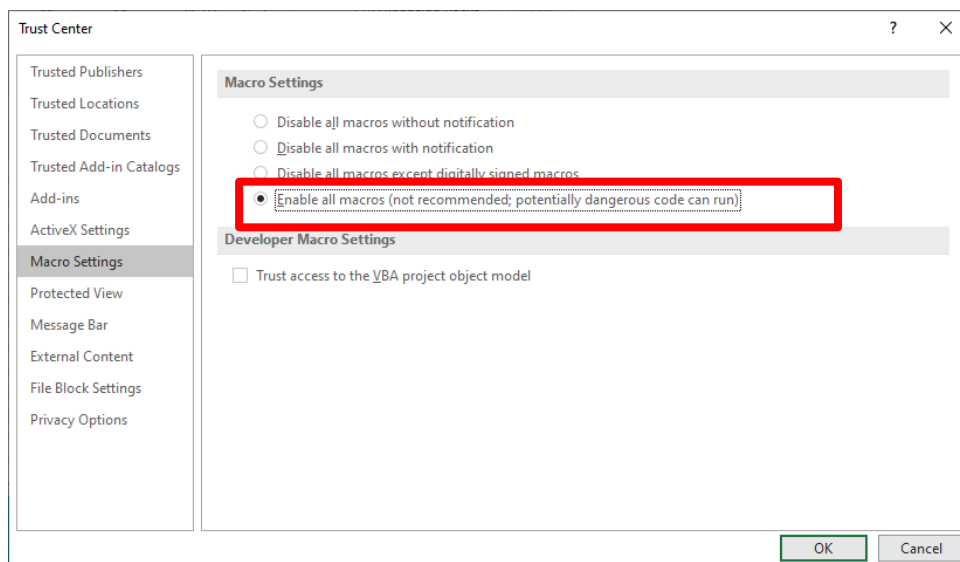 Trust Center
? ×
Trusted Publishers
Trusted Locations
Trusted Documents
Trusted Add-in Catalogs
Add-ins
ActiveX Settings
Macro Settings
Protected View
Message Bar
External Content
File Block Settings
Privacy Options
Macro Settings
Disable all macros without notification
Disable all macros with notification
Disable all macros except digitally signed macros
Enable all macros (not recommended; potentially dangerous code can run)
Developer Macro Settings
Trust access to the VBA project object model
OK
Cancel